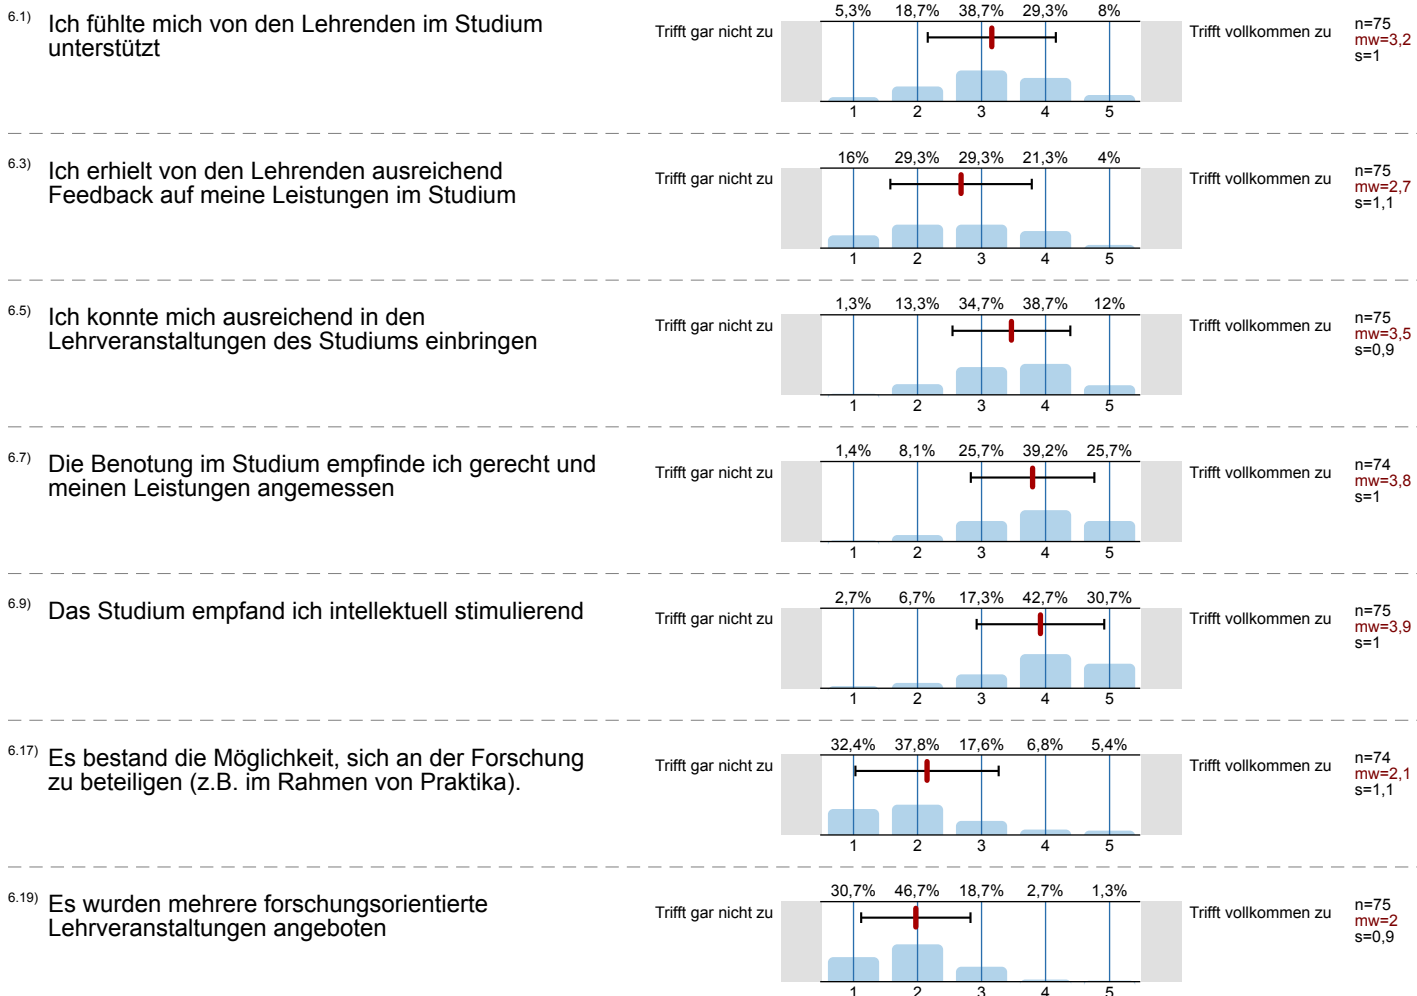 6.1) Ich fühlte mich von den Lehrenden im Studium
unterstützt
Trifft gar nicht zu
5,3% 18,7% 38,7% 29,3% 8%
1 2 3 4 5
Trifft vollkommen zu
n=75
mw=3,2
s=1
6.3) Ich erhielt von den Lehrenden ausreichend
Feedback auf meine Leistungen im Studium
Trifft gar nicht zu
16% 29,3% 29,3% 21,3% 4%
1 2 3 4 5
Trifft vollkommen zu
n=75
mw=2,7
s=1,1
6.5) Ich konnte mich ausreichend in den
Lehrveranstaltungen des Studiums einbringen
Trifft gar nicht zu
1,3% 13,3% 34,7% 38,7% 12%
1 2 3 4 5
Trifft vollkommen zu
n=75
mw=3,5
s=0,9
6.7) Die Benotung im Studium empfinde ich gerecht und
meinen Leistungen angemessen
Trifft gar nicht zu
1,4% 8,1% 25,7% 39,2% 25,7%
1 2 3 4 5
Trifft vollkommen zu
n=74
mw=3,8
s=1
6.9) Das Studium empfand ich intellektuell stimulierend
Trifft gar nicht zu
2,7% 6,7% 17,3% 42,7% 30,7%
1 2 3 4 5
Trifft vollkommen zu
n=75
mw=3,9
s=1
6.17) Es bestand die Möglichkeit, sich an der Forschung
zu beteiligen (z.B. im Rahmen von Praktika).
Trifft gar nicht zu
32,4% 37,8% 17,6% 6,8% 5,4%
1 2 3 4 5
Trifft vollkommen zu
n=74
mw=2,1
s=1,1
6.19) Es wurden mehrere forschungsorientierte
Lehrveranstaltungen angeboten
Trifft gar nicht zu
30,7% 46,7% 18,7% 2,7% 1,3%
1 2 3 4 5
Trifft vollkommen zu
n=75
mw=2
s=0,9